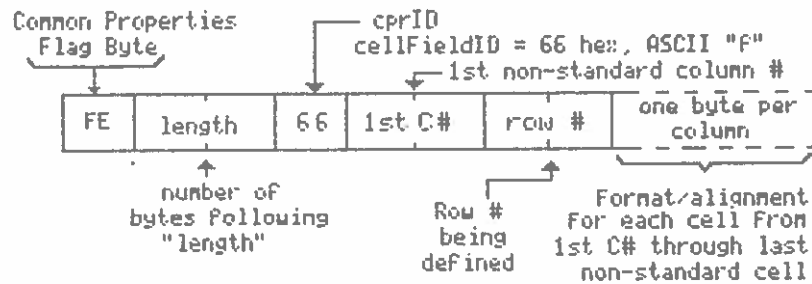 Common Properties
Flag Byte
cprID
cellFieldID = 66 hex, ASCII "f"
1st non-standard column #
FE
length
66
1st C#
row #
one byte per
column
number of
bytes following
"length"
Row #
being
defined
Format/alignment
for each cell from
1st C# through last
non-standard cell